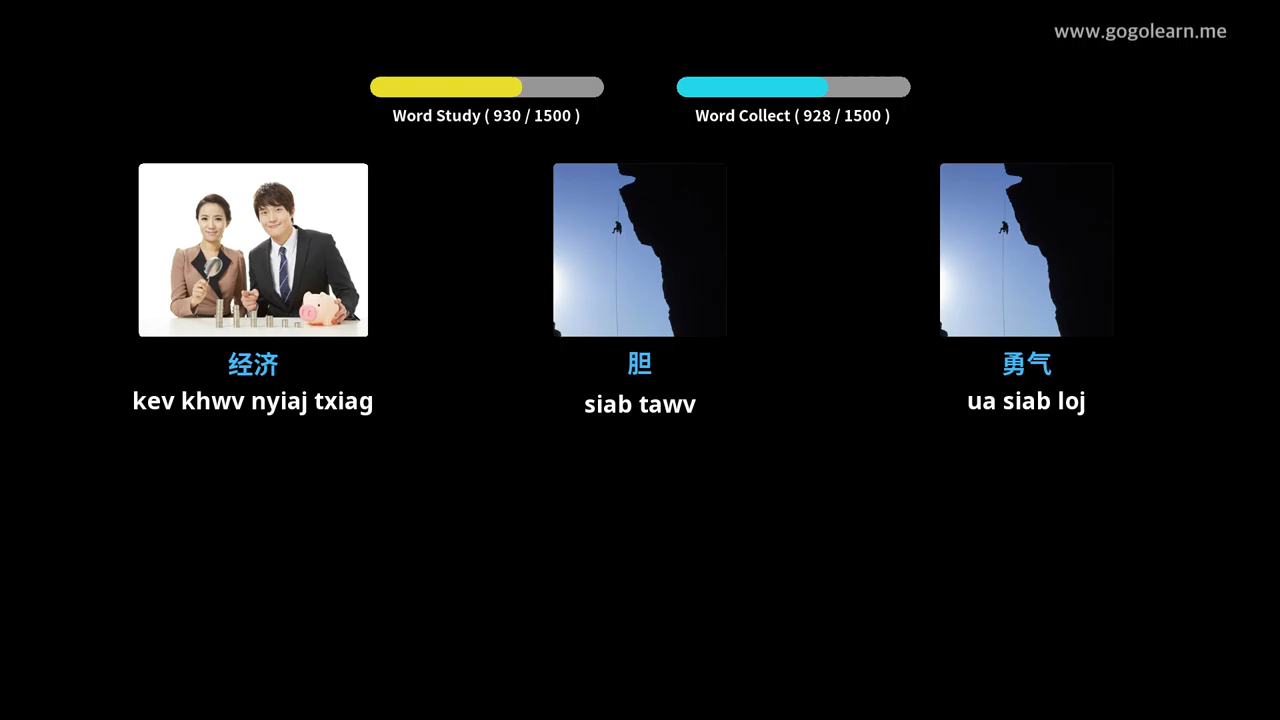 www.gogolearn.me
Word Study ( 930 / 1500 )
Word Collect ( 928 / 1500 )
经济
kev khwv nyiaj txiag
胆
siab tawv
勇气
ua siab loj